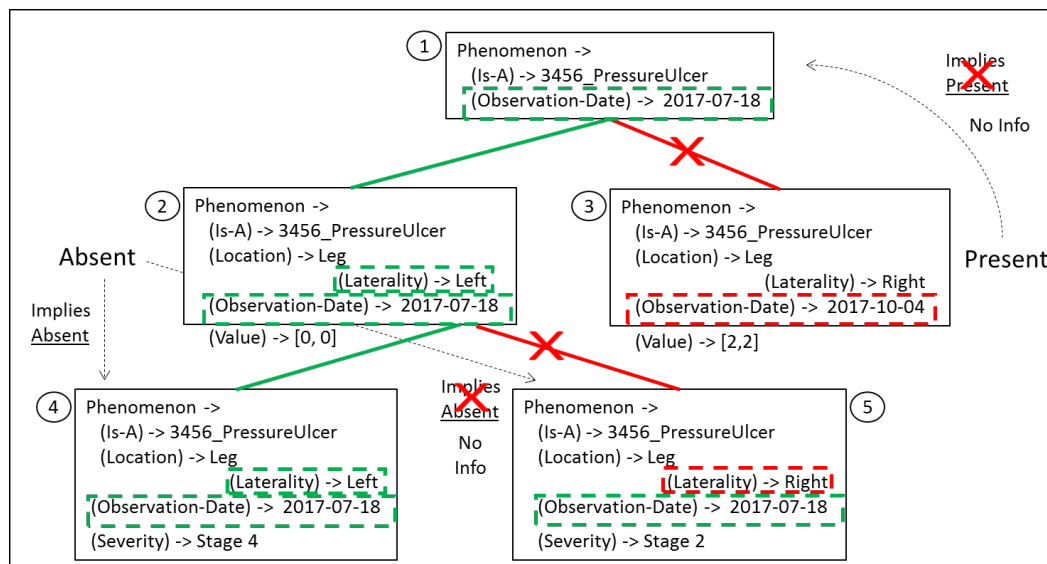 1
Phenomenon ->
(Is-A) -> 3456_PressureUlcer
(Observation-Date) -> 2017-07-18
Implies
Present
No Info
2
Phenomenon ->
(Is-A) -> 3456_PressureUlcer
(Location) -> Leg
(Laterality) -> Left
(Observation-Date) -> 2017-07-18
(Value) -> [0, 0]
3
Phenomenon ->
(Is-A) -> 3456_PressureUlcer
(Location) -> Leg
(Laterality) -> Right
(Observation-Date) -> 2017-10-04
(Value) -> [2,2]
Absent
Present
Implies
Absent
4
Phenomenon ->
(Is-A) -> 3456_PressureUlcer
(Location) -> Leg
(Laterality) -> Left
(Observation-Date) -> 2017-07-18
(Severity) -> Stage 4
Implies
Absent
No
Info
5
Phenomenon ->
(Is-A) -> 3456_PressureUlcer
(Location) -> Leg
(Laterality) -> Right
(Observation-Date) -> 2017-07-18
(Severity) -> Stage 2